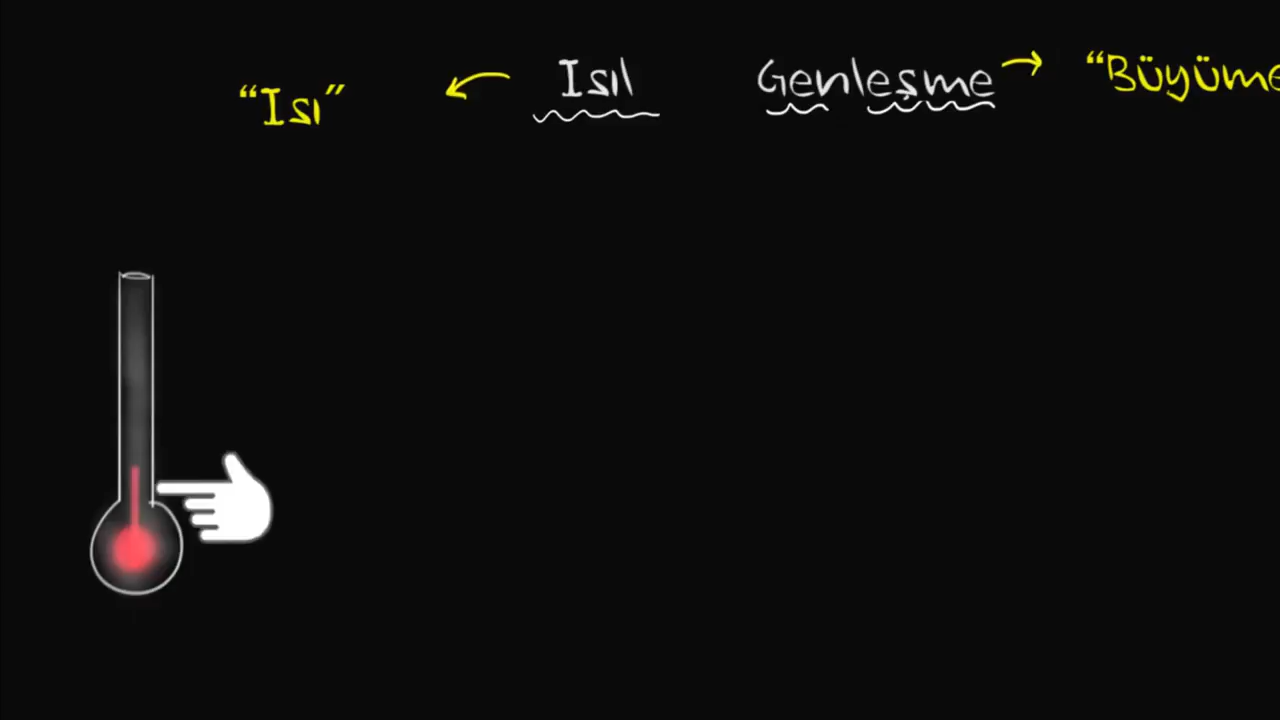 "Isı" ← Isıl Genleşme → "Büyüme